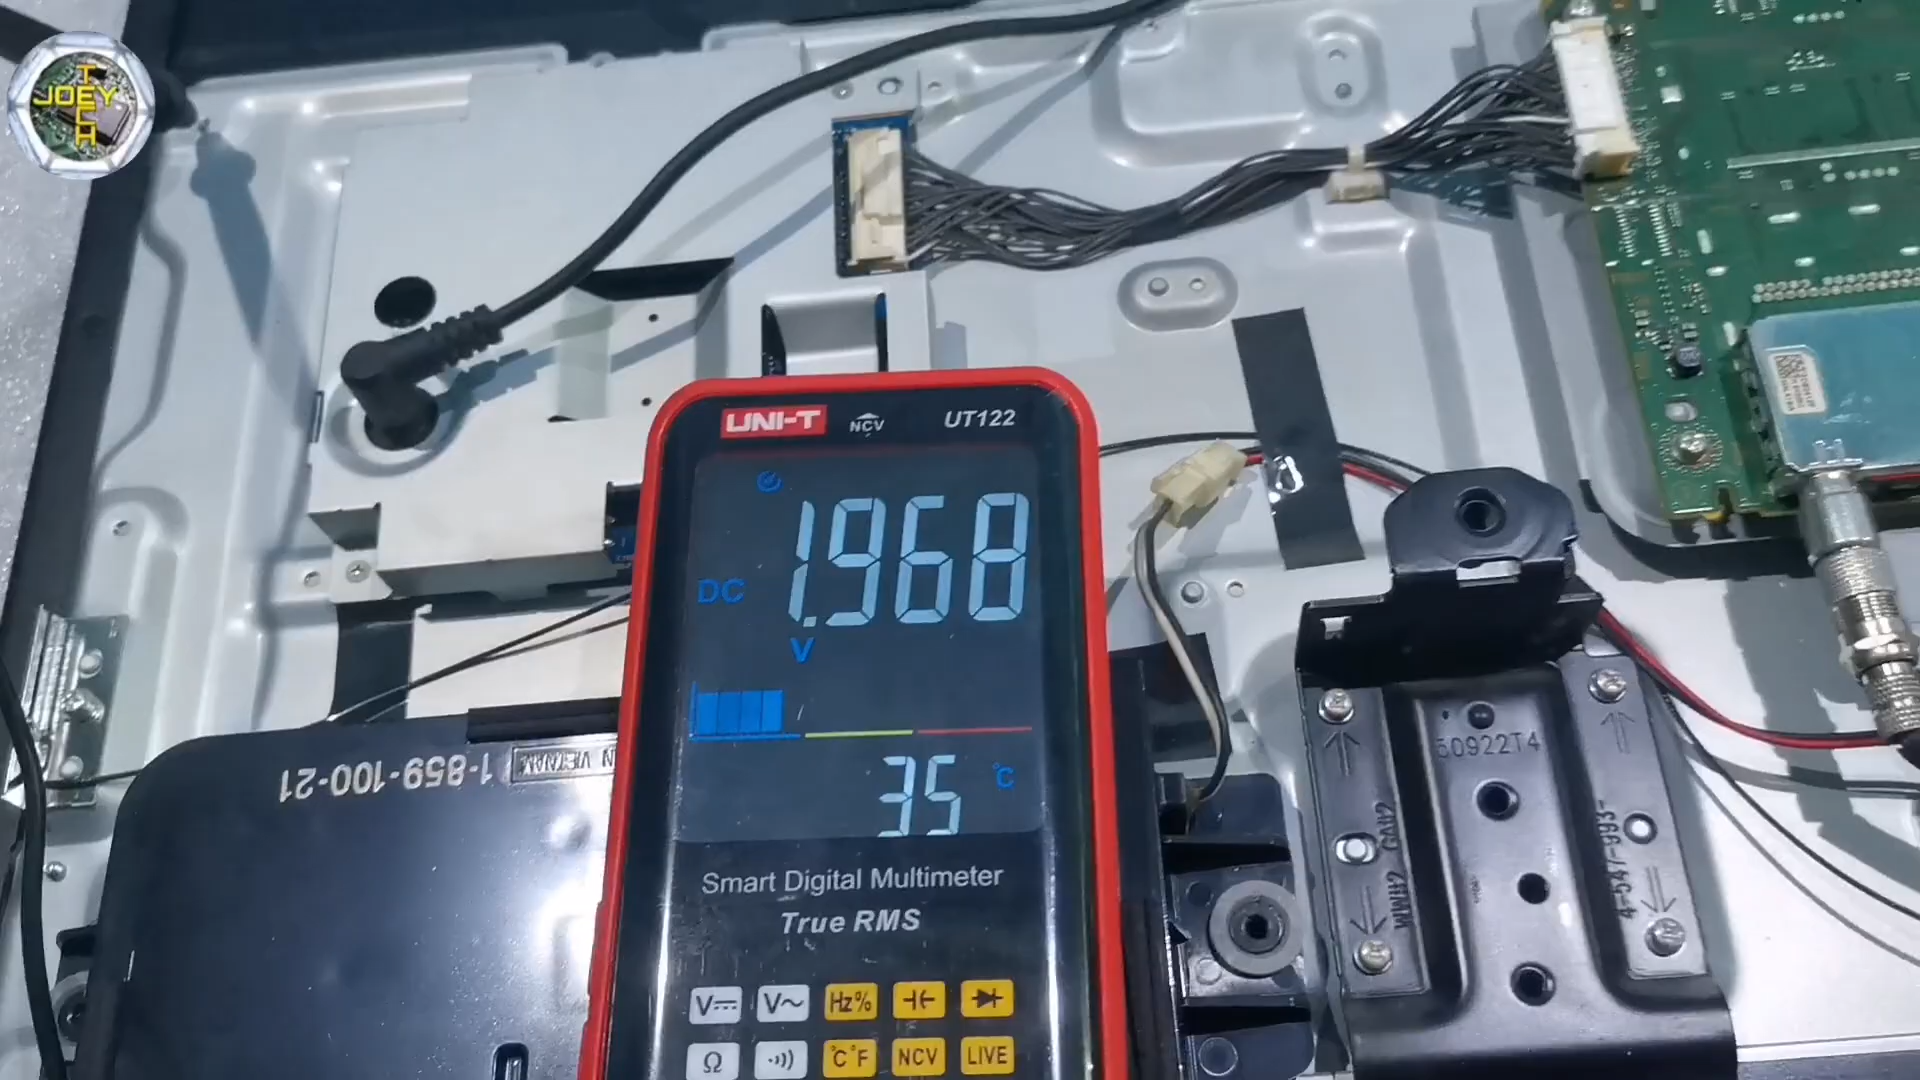 TECH
JOEY
UNI-T
NCV
UT122
DC
1.968
V
35
°C
Smart Digital Multimeter
True RMS
V
V~
Hz%
Ω
°C°F
NCV
LIVE
1-859-100-21
50922T4